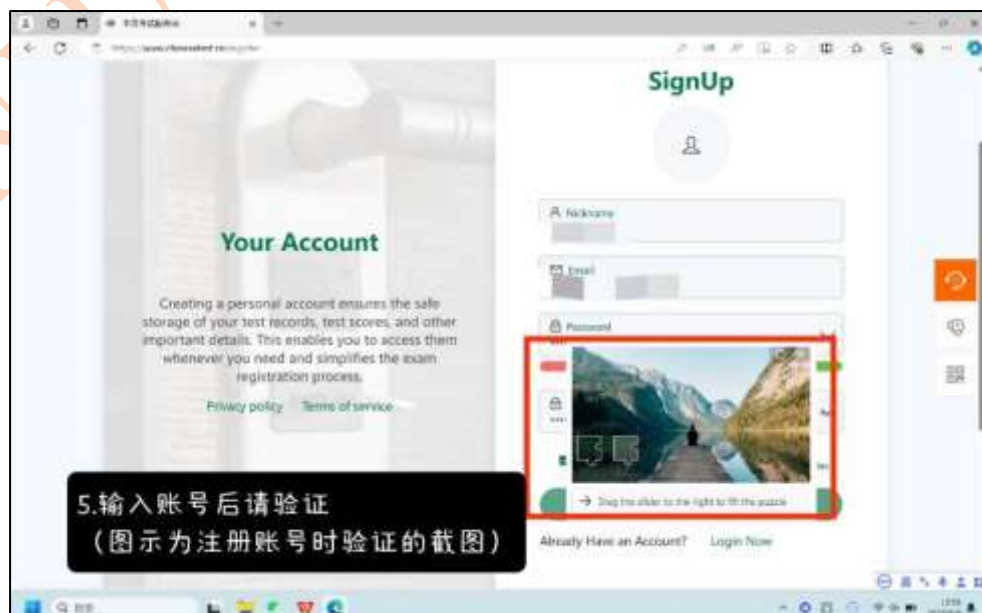 SignUp
Nickname
Email
Password
Your Account
Creating a personal account ensures the safe
storage of your test records, test scores, and other
important details. This enables you to access them
whenever you need and simplifies the exam
registration process.
Privacy policy Terms of service
→ Drag the slider to the right to fit the puzzle
Already Have an Account? Login Now
5.输入账号后请验证
(图示为注册账号时验证的截图)